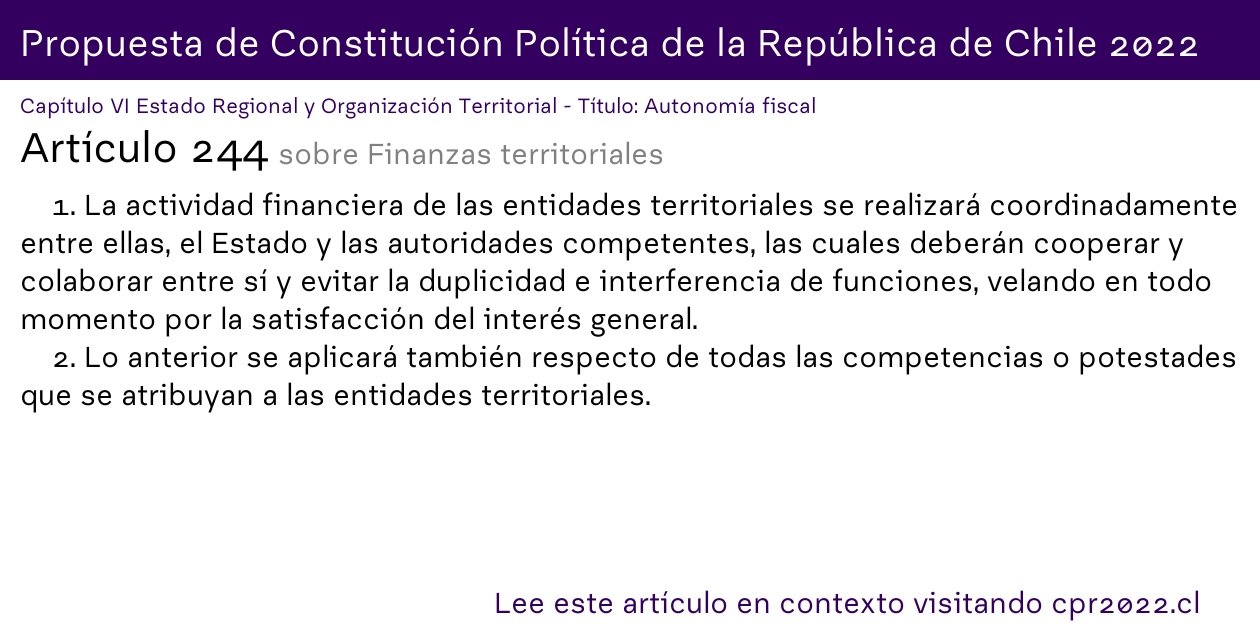 Propuesta de Constitución Política de la República de Chile 2022
Capítulo VI Estado Regional y Organización Territorial - Título: Autonomía fiscal
Artículo 244 sobre Finanzas territoriales
1. La actividad financiera de las entidades territoriales se realizará coordinadamente
entre ellas, el Estado y las autoridades competentes, las cuales deberán cooperar y
colaborar entre sí y evitar la duplicidad e interferencia de funciones, velando en todo
momento por la satisfacción del interés general.
2. Lo anterior se aplicará también respecto de todas las competencias o potestades
que se atribuyan a las entidades territoriales.
Lee este artículo en contexto visitando cpr2022.cl